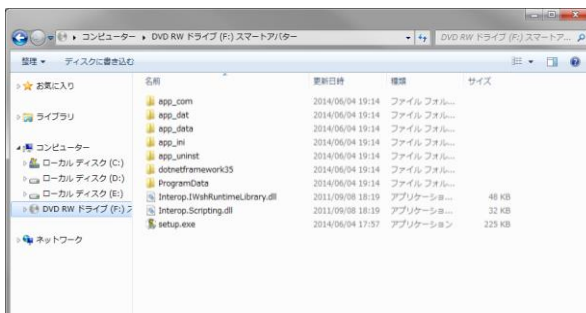 コンピューター ▸ DVD RW ドライブ (F:) スマートアバター
DVD RW ドライブ (F:) スマートア...
整理 ディスクに書き込む
名前 更新日時 種類 サイズ
お気に入り
ライブラリ
コンピューター
ローカル ディスク (C:)
ローカル ディスク (D:)
ローカル ディスク (E:)
DVD RW ドライブ (F:) ス
ネットワーク
app_com 2014/06/04 19:14 ファイル フォル...
app_dat 2014/06/04 19:14 ファイル フォル...
app_data 2014/06/04 19:14 ファイル フォル...
app_ini 2014/06/04 19:14 ファイル フォル...
app_uninst 2014/06/04 19:14 ファイル フォル...
dotnetframework35 2014/06/04 19:14 ファイル フォル...
ProgramData 2014/06/04 19:14 ファイル フォル...
Interop.IWshRuntimeLibrary.dll 2011/09/08 18:19 アプリケーショ... 48 KB
Interop.Scripting.dll 2011/09/08 18:19 アプリケーショ... 32 KB
setup.exe 2014/06/04 17:57 アプリケーション 225 KB